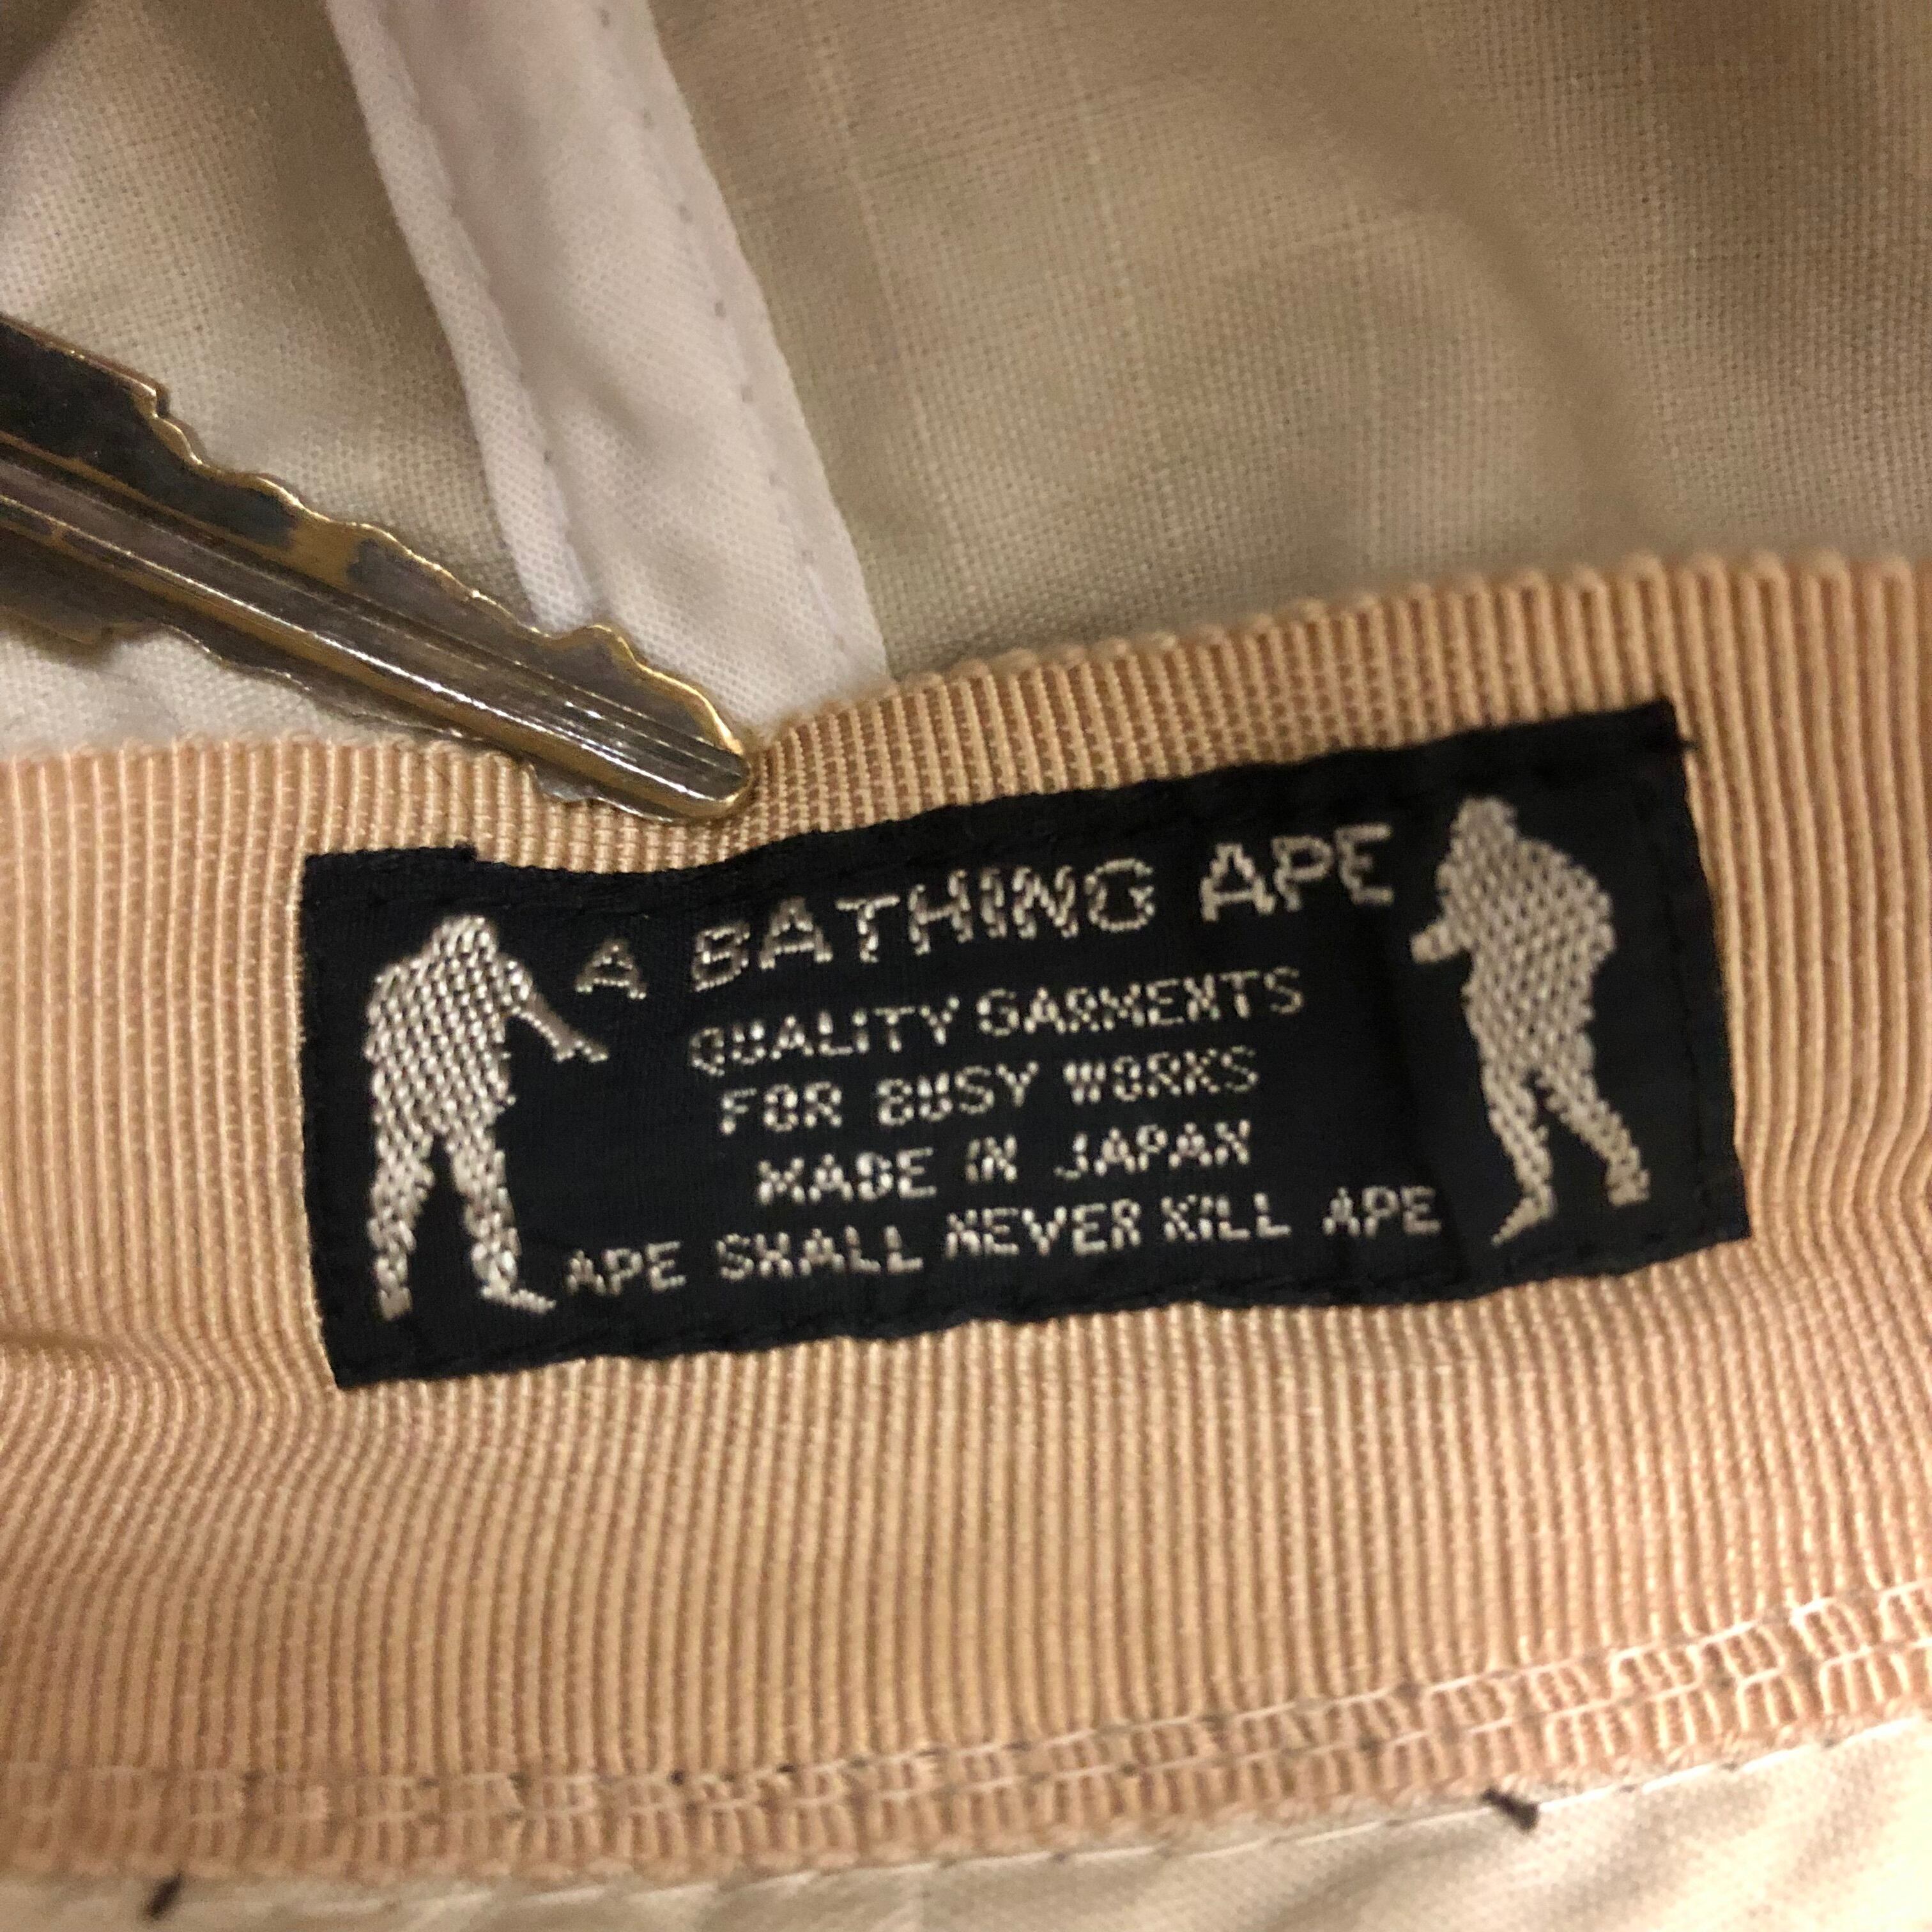 A BATHING APE
QUALITY GARMENTS
FOR BUSY WORKS
MADE IN JAPAN
APE SHALL NEVER KILL APE